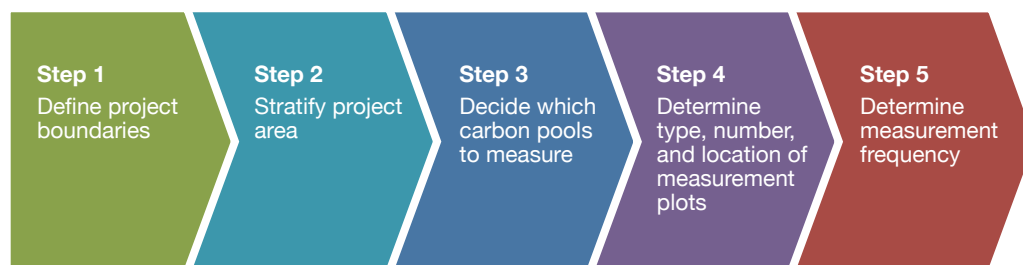 Step 1
Define project
boundaries
Step 2
Stratify project
area
Step 3
Decide which
carbon pools
to measure
Step 4
Determine
type, number,
and location of
measurement
plots
Step 5
Determine
measurement
frequency